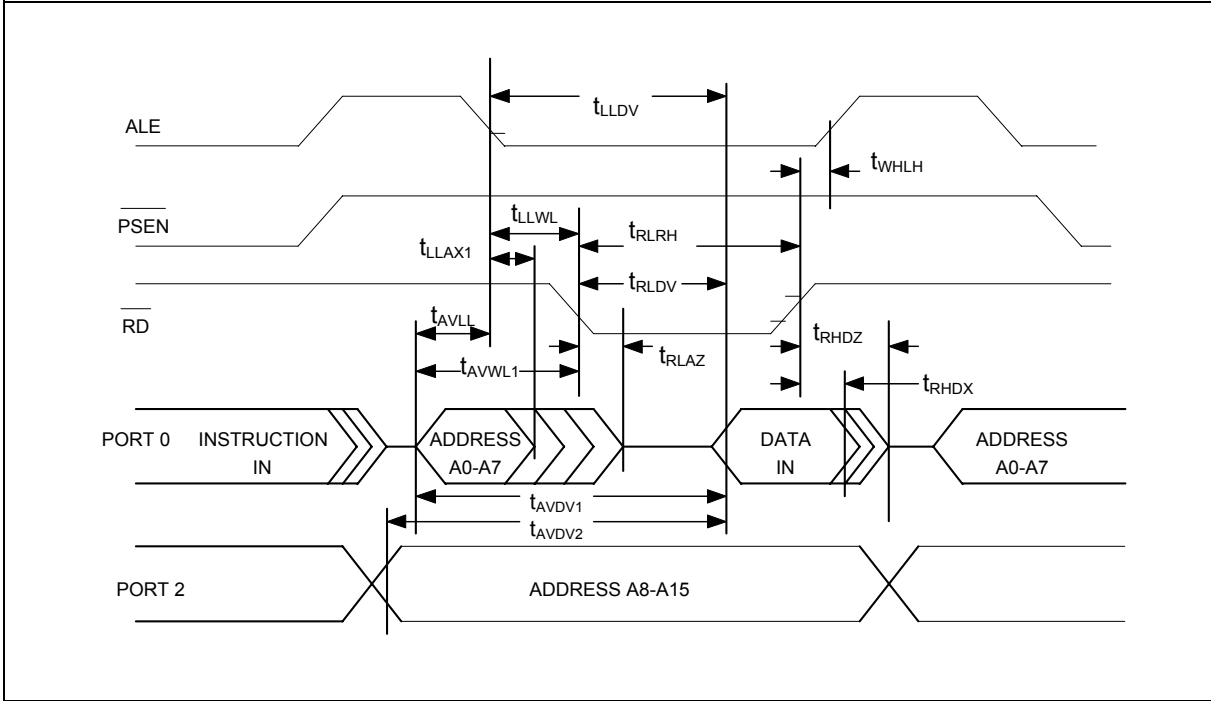 tLLDV
ALE
tWHLH
PSEN
tLLWL
tRLRH
tLLAX1
tRLDV
RD
tAVLL
tRLAZ
tRHDZ
tAVWL1
tRHDX
PORT 0
INSTRUCTION
IN
ADDRESS
A0-A7
DATA
IN
ADDRESS
A0-A7
tAVDV1
tAVDV2
PORT 2
ADDRESS A8-A15